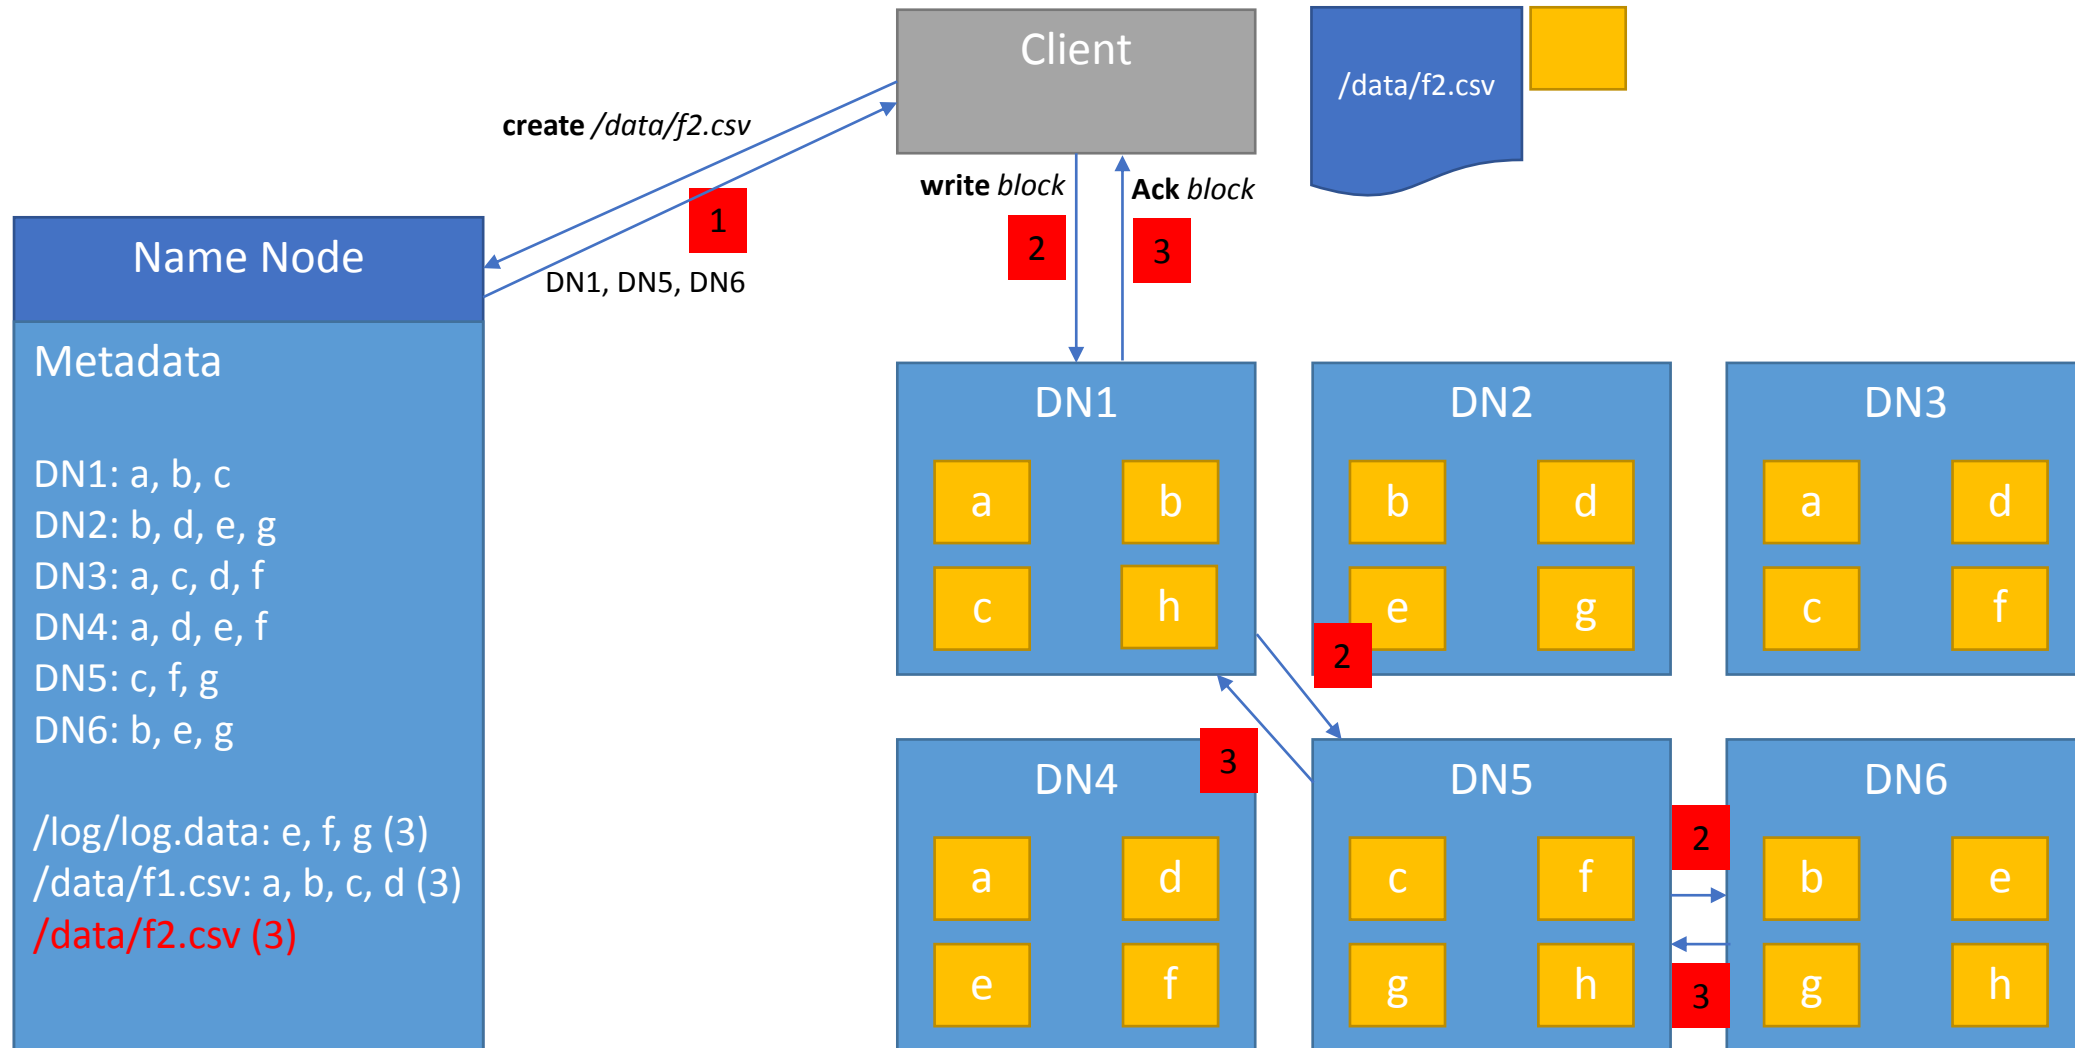 Client
/data/f2.csv
create /data/f2.csv
1
DN1, DN5, DN6
write block
2
Ack block
3
Name Node
Metadata
DN1: a, b, c
DN2: b, d, e, g
DN3: a, c, d, f
DN4: a, d, e, f
DN5: c, f, g
DN6: b, e, g
/log/log.data: e, f, g (3)
/data/f1.csv: a, b, c, d (3)
/data/f2.csv (3)
DN1
a b
c h
DN2
b d
e g
DN3
a d
c f
2
3
DN4
a d
e f
DN5
c f
g h
2
3
DN6
b e
g h